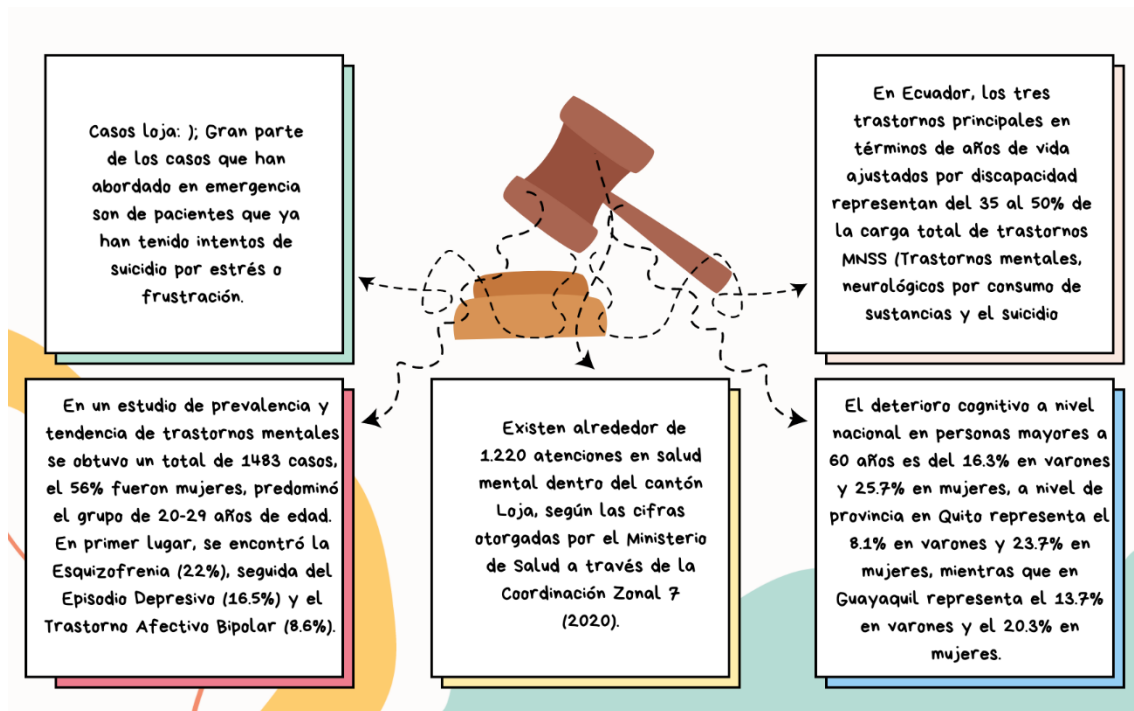 Casos loja: ); Gran parte
de los casos que han
abordado en emergencia
son de pacientes que ya
han tenido intentos de
suicidio por estrés o
frustración.
En Ecuador, los tres
trastornos principales en
términos de años de vida
ajustados por discapacidad
representan del 35 al 50% de
la carga total de trastornos
MNSS (Trastornos mentales,
neurológicos por consumo de
sustancias y el suicidio
En un estudio de prevalencia y
tendencia de trastornos mentales
se obtuvo un total de 1483 casos,
el 56% fueron mujeres, predominó
el grupo de 20-29 años de edad.
En primer lugar, se encontró la
Esquizofrenia (22%), seguida del
Episodio Depresivo (16.5%) y el
Trastorno Afectivo Bipolar (8.6%).
Existen alrededor de
1.220 atenciones en salud
mental dentro del cantón
Loja, según las cifras
otorgadas por el Ministerio
de Salud a través de la
Coordinación Zonal 7
(2020).
El deterioro cognitivo a nivel
nacional en personas mayores a
60 años es del 16.3% en varones
y 25.7% en mujeres, a nivel de
provincia en Quito representa el
8.1% en varones y 23.7% en
mujeres, mientras que en
Guayaquil representa el 13.7%
en varones y el 20.3% en
mujeres.